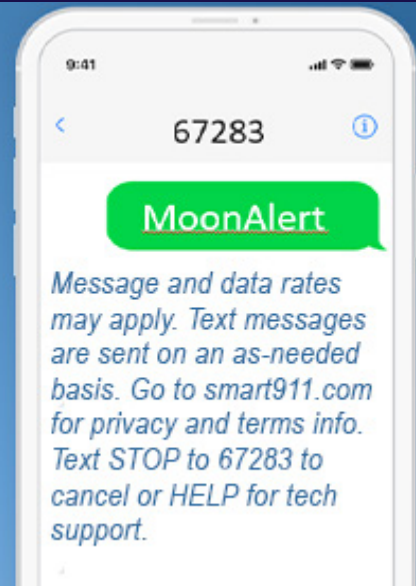 9:41
67283
MoonAlert
Message and data rates
may apply. Text messages
are sent on an as-needed
basis. Go to smart911.com
for privacy and terms info.
Text STOP to 67283 to
cancel or HELP for tech
support.